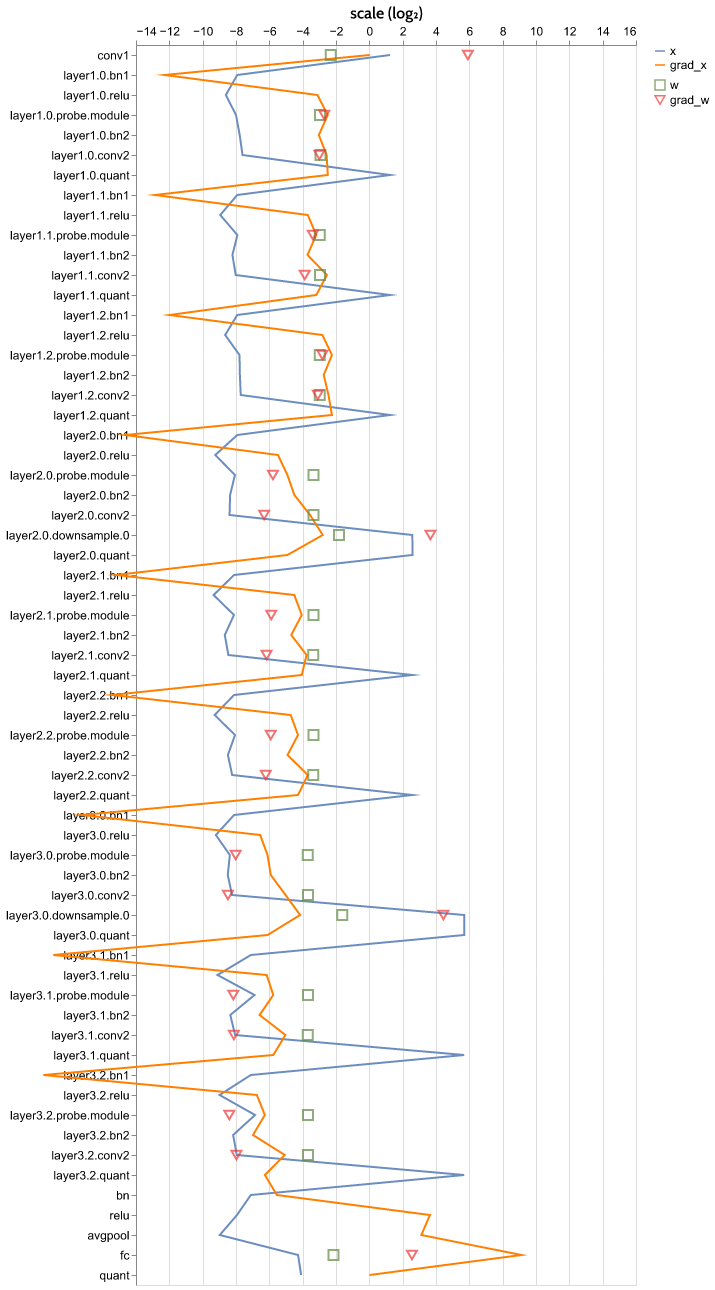 scale (log₂)
−14 −12 −10 −8 −6 −4 −2 0 2 4 6 8 10 12 14 16
x
grad_x
w
grad_w
conv1
layer1.0.bn1
layer1.0.relu
layer1.0.probe.module
layer1.0.bn2
layer1.0.conv2
layer1.0.quant
layer1.1.bn1
layer1.1.relu
layer1.1.probe.module
layer1.1.bn2
layer1.1.conv2
layer1.1.quant
layer1.2.bn1
layer1.2.relu
layer1.2.probe.module
layer1.2.bn2
layer1.2.conv2
layer1.2.quant
layer2.0.bn1
layer2.0.relu
layer2.0.probe.module
layer2.0.bn2
layer2.0.conv2
layer2.0.downsample.0
layer2.0.quant
layer2.1.bn1
layer2.1.relu
layer2.1.probe.module
layer2.1.bn2
layer2.1.conv2
layer2.1.quant
layer2.2.bn1
layer2.2.relu
layer2.2.probe.module
layer2.2.bn2
layer2.2.conv2
layer2.2.quant
layer3.0.bn1
layer3.0.relu
layer3.0.probe.module
layer3.0.bn2
layer3.0.conv2
layer3.0.downsample.0
layer3.0.quant
layer3.1.bn1
layer3.1.relu
layer3.1.probe.module
layer3.1.bn2
layer3.1.conv2
layer3.1.quant
layer3.2.bn1
layer3.2.relu
layer3.2.probe.module
layer3.2.bn2
layer3.2.conv2
layer3.2.quant
bn
relu
avgpool
fc
quant